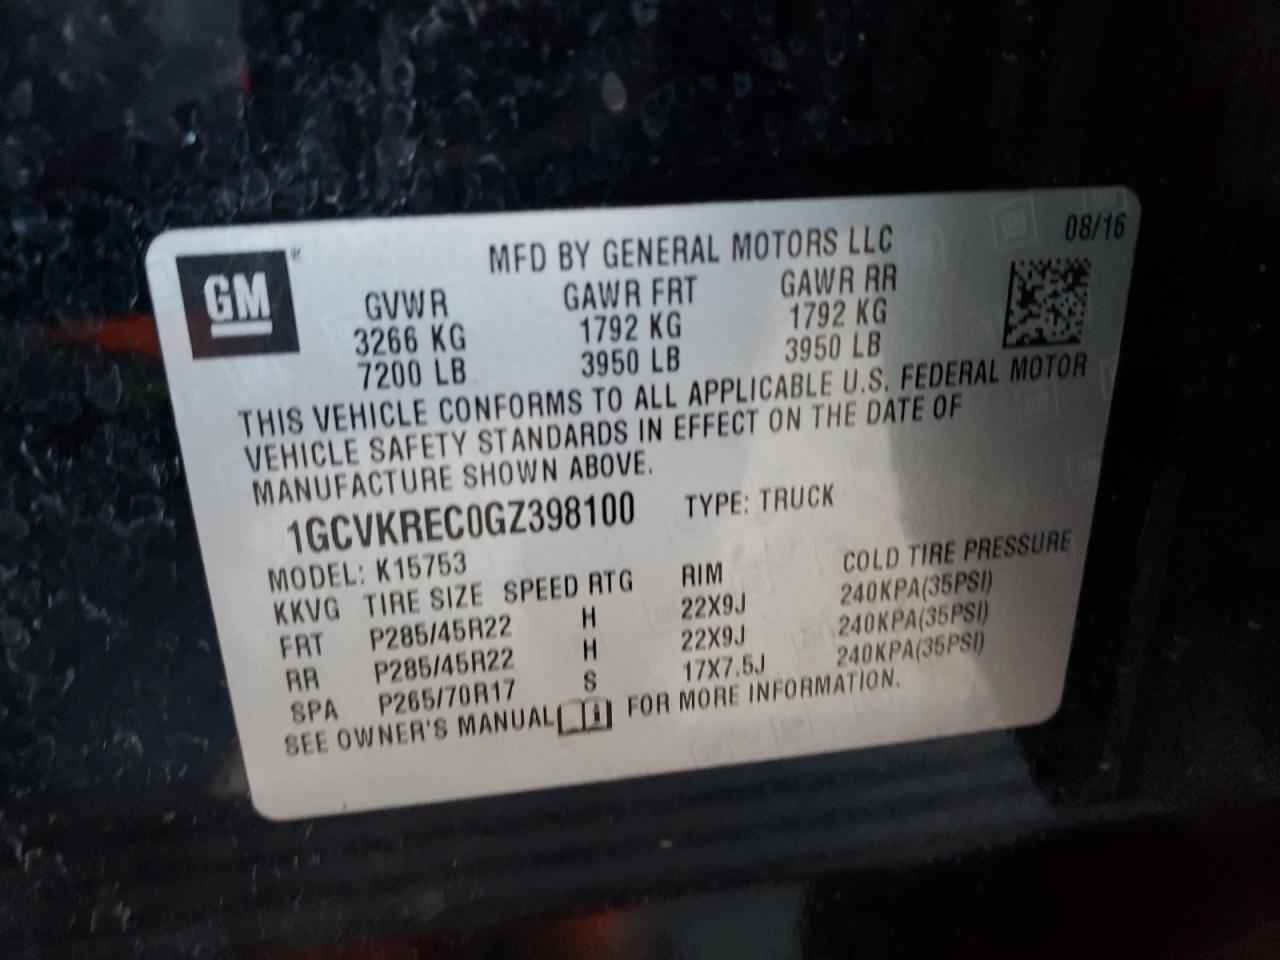 GM®
MFD BY GENERAL MOTORS LLC
08/16
GVWR GAWR FRT GAWR RR
3266 KG 1792 KG 1792 KG
7200 LB 3950 LB 3950 LB
THIS VEHICLE CONFORMS TO ALL APPLICABLE U.S. FEDERAL MOTOR
VEHICLE SAFETY STANDARDS IN EFFECT ON THE DATE OF
MANUFACTURE SHOWN ABOVE.
1GCVKREC0GZ398100 TYPE: TRUCK
MODEL: K15753
KKVG TIRE SIZE SPEED RTG RIM COLD TIRE PRESSURE
FRT P285/45R22 H 22X9J 240KPA(35PSI)
RR P285/45R22 H 22X9J 240KPA(35PSI)
SPA P265/70R17 S 17X7.5J 240KPA(35PSI)
SEE OWNER'S MANUAL FOR MORE INFORMATION.